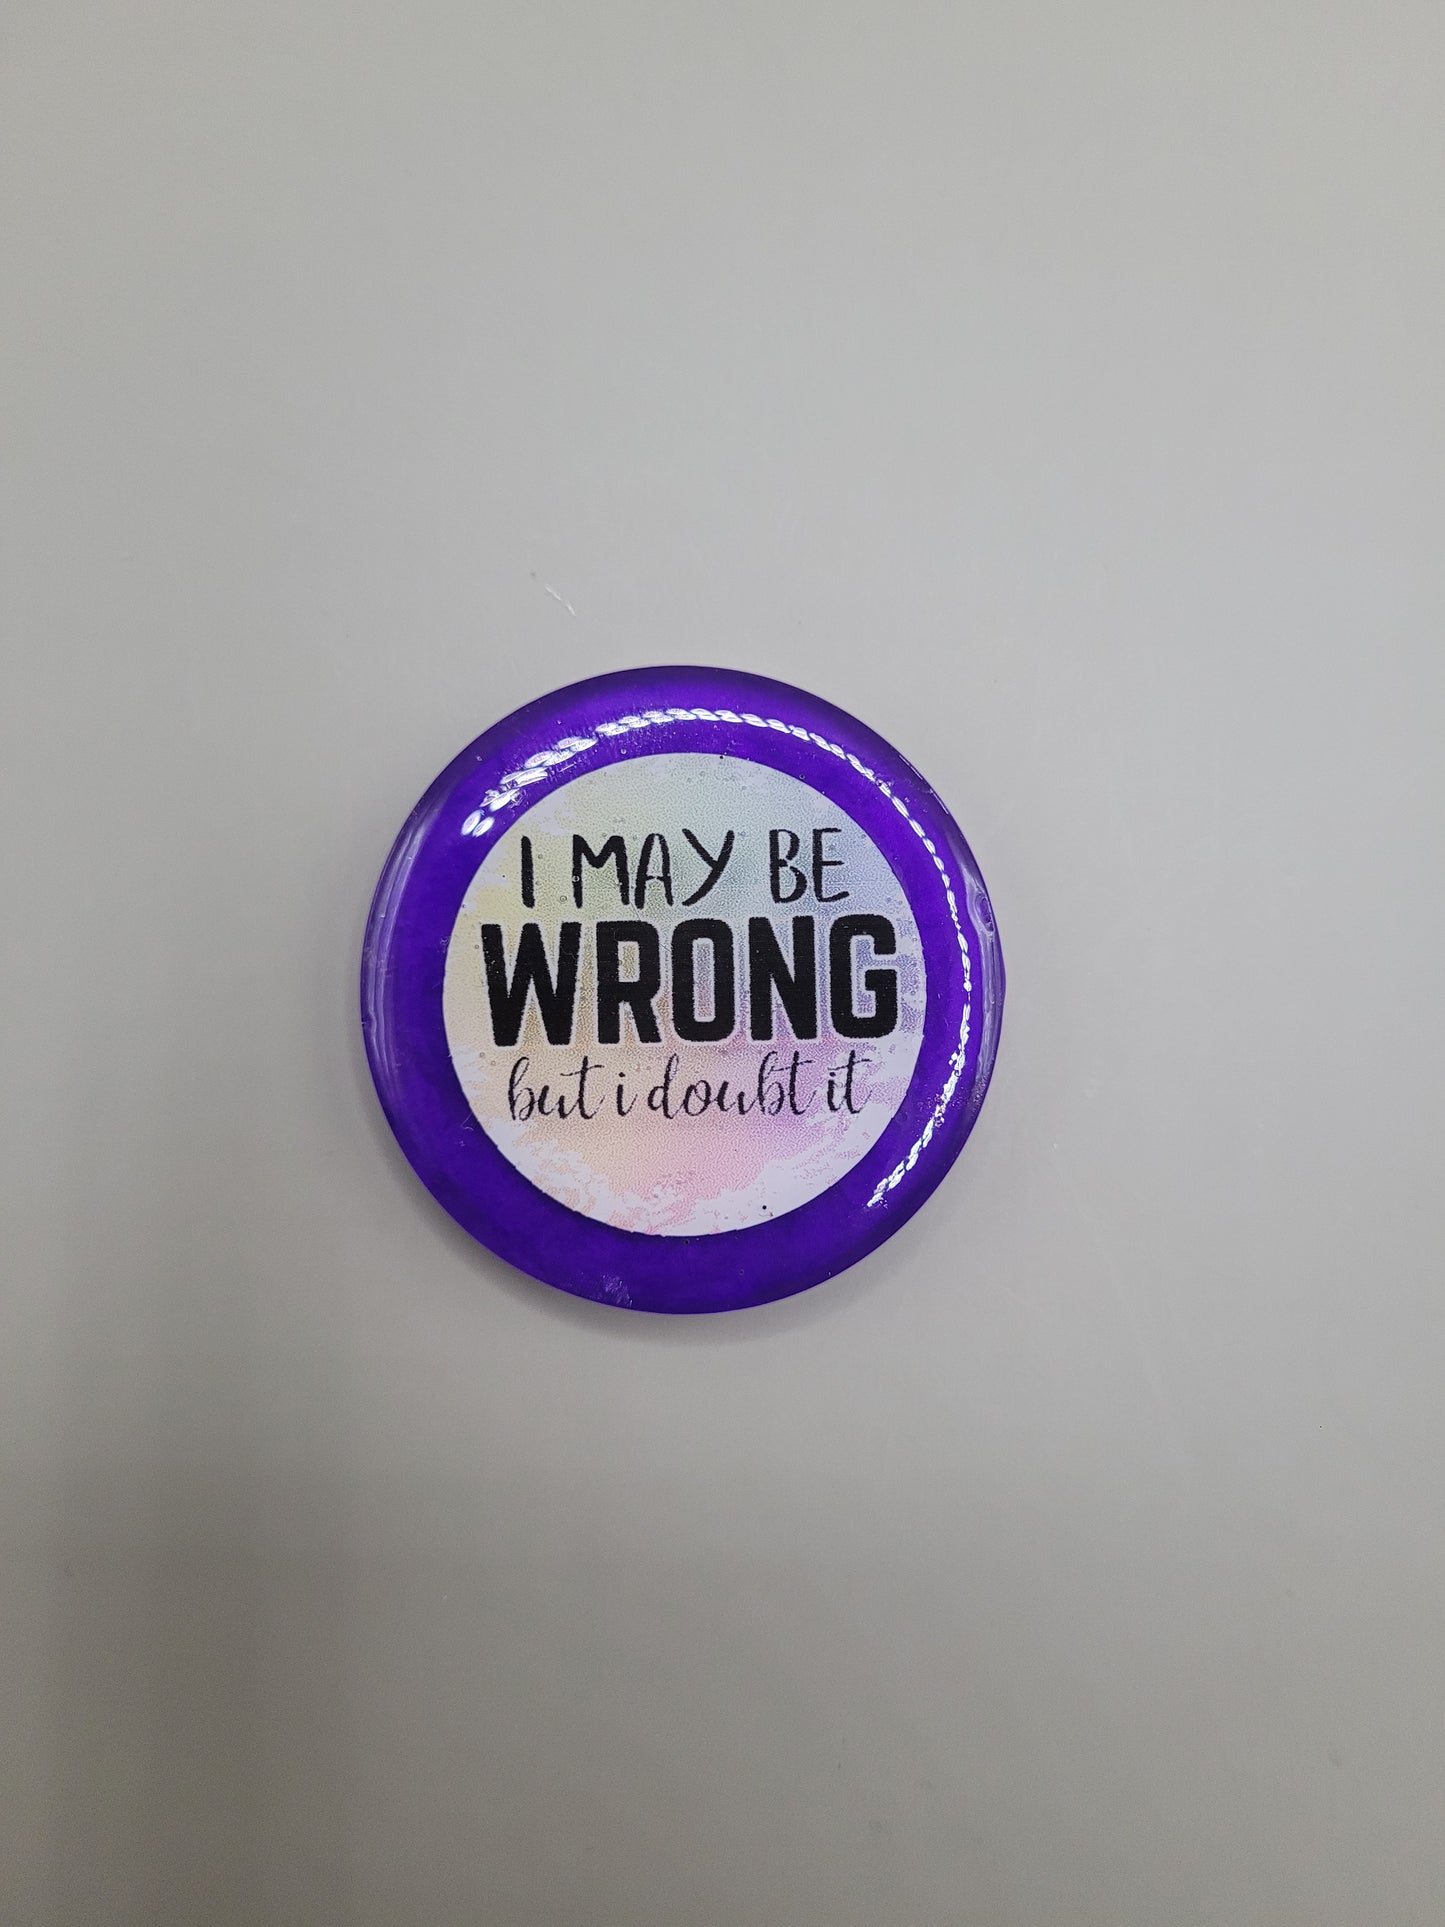 I MAY BE
WRONG
but i doubt it